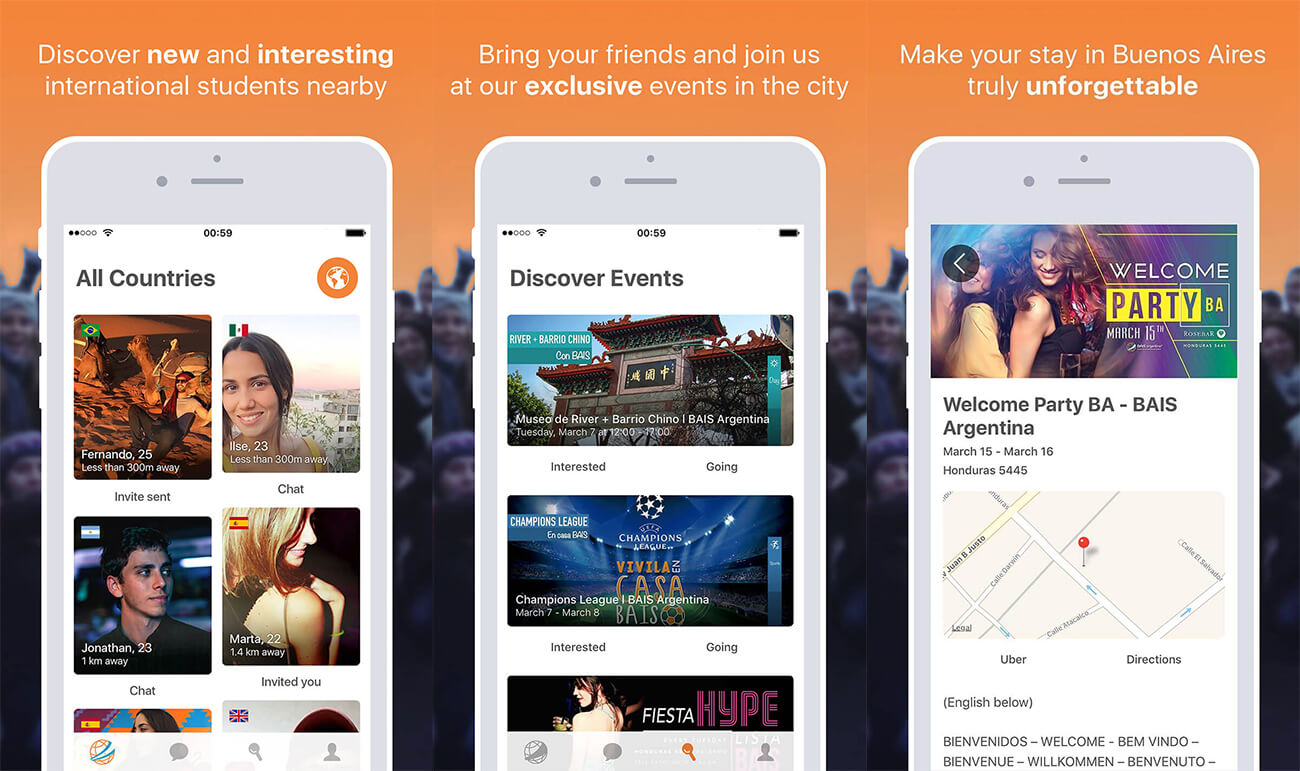 Discover new and interesting
international students nearby
00:59
All Countries
Fernando, 25
Less than 300m away
Invite sent
Ilse, 23
Less than 300m away
Chat
Jonathan, 23
1 km away
Chat
Marta, 22
1.4 km away
Invited you
Bring your friends and join us
at our exclusive events in the city
00:59
Discover Events
RIVER + BARRIO CHINO
Con BAIS
Day
Museo de River + Barrio Chino | BAIS Argentina
Tuesday, March 7 at 12:00 - 17:00
Interested
Going
CHAMPIONS LEAGUE
En casa BAIS
UEFA
CHAMPIONS
LEAGUE
VIVILA EN
CASA
BAIS
Sports
Champions League | BAIS Argentina
March 7 - March 8
Interested
Going
FIESTA HYPE
Make your stay in Buenos Aires
truly unforgettable
WELCOME
PARTY BA
MARCH 15TH
ROSEBAR
HONDURAS 5445
Welcome Party BA - BAIS
Argentina
March 15 - March 16
Honduras 5445
Juan B Justo
Calle Darwin
Calle El Salvador
Calle Atacalco
Legal
Uber
Directions
(English below)
BIENVENIDOS – WELCOME - BEM VINDO –
BIENVENUE – WILLKOMMEN – BENVENUTO –